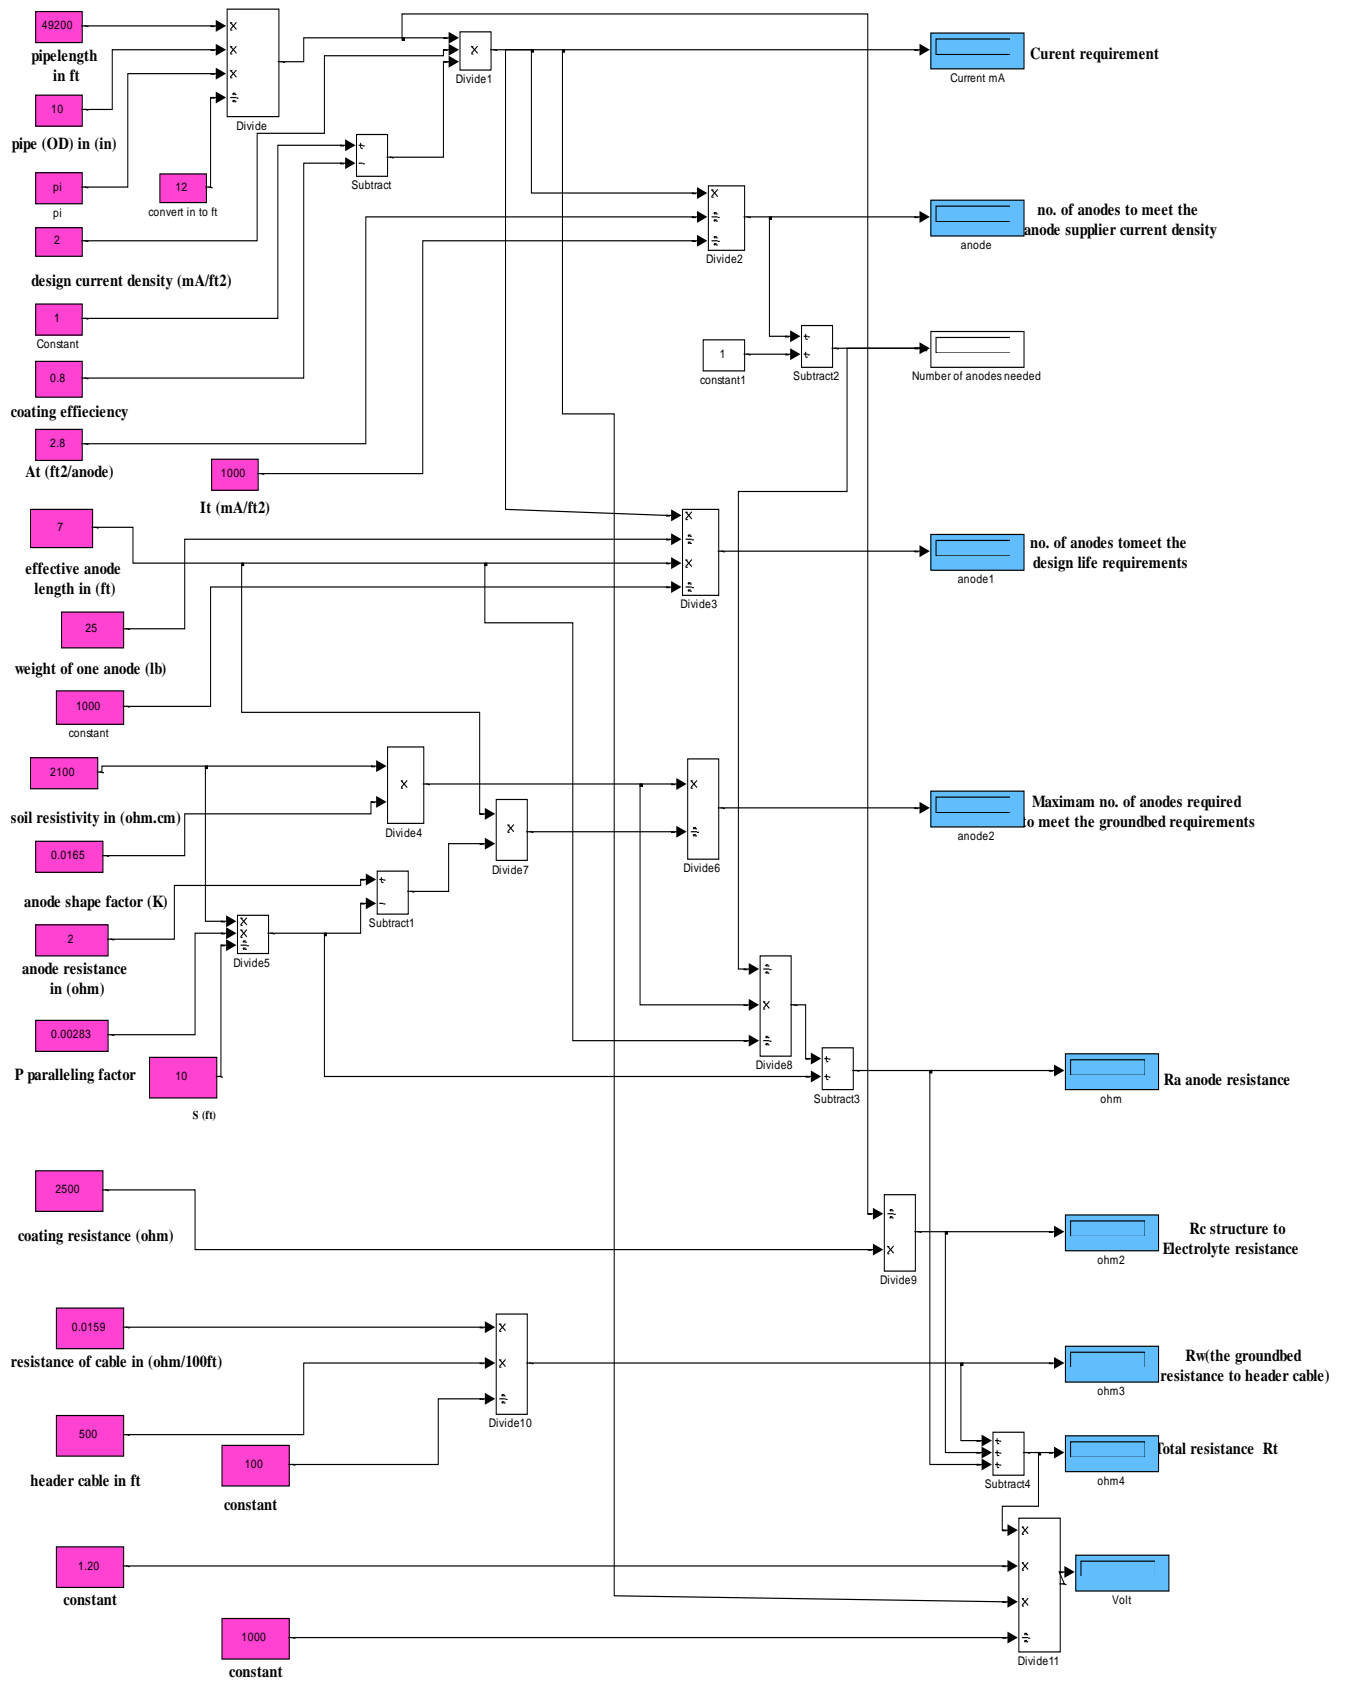 49200
pipelength
in ft
10
pipe (OD) in (in)
pi
pi
12
convert in to ft
2
design current density (mA/ft2)
1
Constant
0.8
coating effieciency
2.8
At (ft2/anode)
1000
It (mA/ft2)
7
effective anode
length in (ft)
25
weight of one anode (lb)
1000
constant
2100
soil resistivity in (ohm.cm)
0.0165
anode shape factor (K)
2
anode resistance
in (ohm)
0.00283
P paralleling factor
10
S (ft)
2500
coating resistance (ohm)
0.0159
resistance of cable in (ohm/100ft)
500
header cable in ft
100
constant
1.20
constant
1000
constant
×
×
×
÷
Divide
×
Divide1
+
−
Subtract
×
÷
÷
Divide2
1
constant1
+
+
Subtract2
×
÷
×
÷
Divide3
×
Divide4
×
×
÷
Divide5
+
−
Subtract1
×
Divide7
×
÷
Divide6
÷
×
÷
Divide8
+
+
Subtract3
÷
×
Divide9
×
×
÷
Divide10
+
+
+
Subtract4
×
×
×
÷
Divide11
Current mA
Curent requirement
anode
no. of anodes to meet the
anode supplier current density
Number of anodes needed
anode1
no. of anodes tomeet the
design life requirements
anode2
Maximam no. of anodes required
to meet the groundbed requirements
ohm
Ra anode resistance
ohm2
Rc structure to
Electrolyte resistance
ohm3
Rw(the groundbed
resistance to header cable)
ohm4
Total resistance Rt
Volt